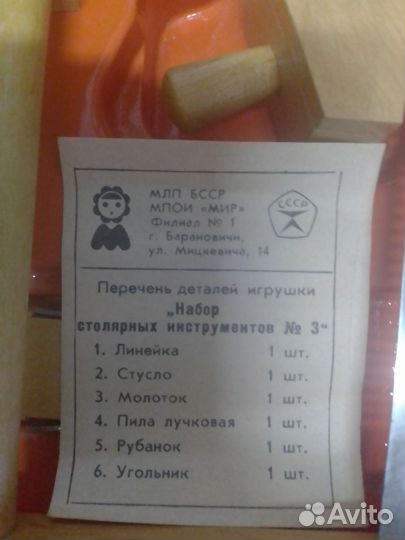 МЛП БССР
МПОИ «МИР»
Филиал № 1
г. Барановичи,
ул. Мицкевича, 14
СССР
Перечень деталей игрушки
„Набор
столярных инструментов № 3“
1. Линейка 1 шт.
2. Стусло 1 шт.
3. Молоток 1 шт.
4. Пила лучковая 1 шт.
5. Рубанок 1 шт.
6. Угольник 1 шт.
Avito